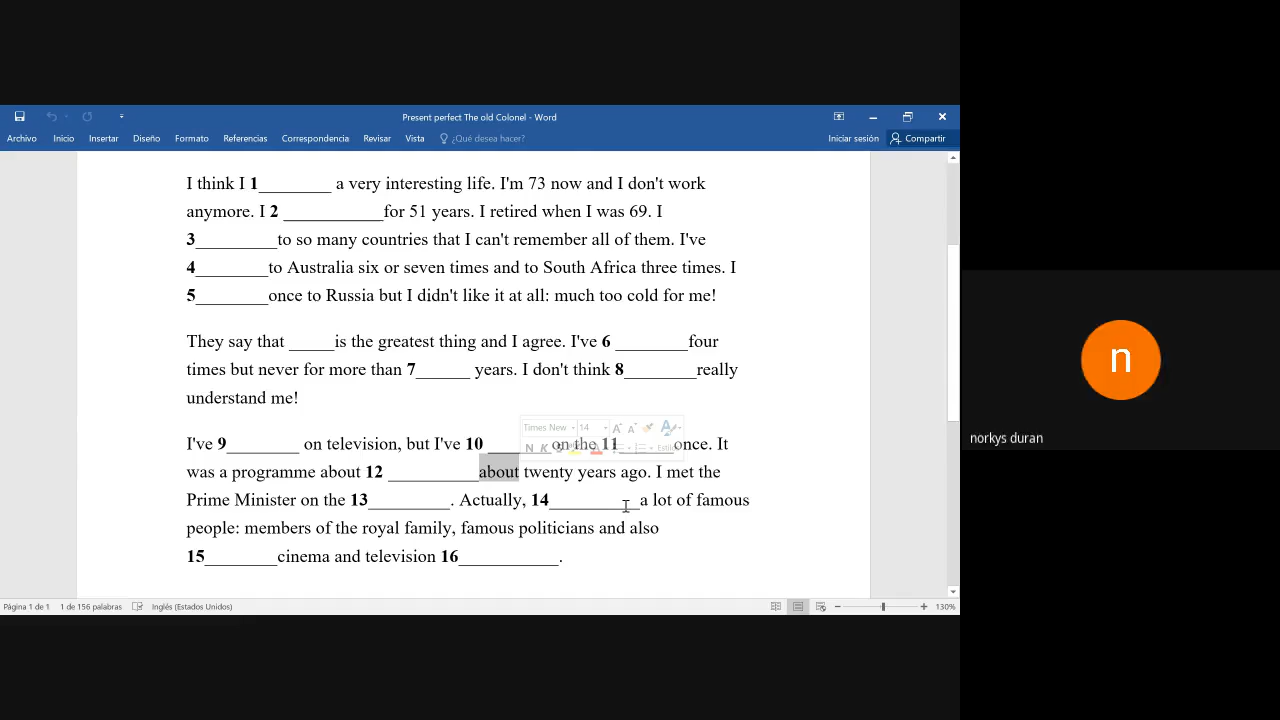 Present perfect The old Colonel - Word
Archivo Inicio Insertar Diseño Formato Referencias Correspondencia Revisar Vista ¿Qué desea hacer? Iniciar sesión Compartir
I think I 1________ a very interesting life. I'm 73 now and I don't work
anymore. I 2 ___________for 51 years. I retired when I was 69. I
3_________to so many countries that I can't remember all of them. I've
4________to Australia six or seven times and to South Africa three times. I
5________once to Russia but I didn't like it at all: much too cold for me!
They say that _____is the greatest thing and I agree. I've 6 ________four
times but never for more than 7______ years. I don't think 8________really
understand me!
Times New 14
I've 9________ on television, but I've 10 _______on the 11 ______once. It
was a programme about 12 __________about twenty years ago. I met the
Prime Minister on the 13_________. Actually, 14__________a lot of famous
people: members of the royal family, famous politicians and also
15________cinema and television 16___________.
norkys duran
n
Página 1 de 1 1 de 156 palabras Inglés (Estados Unidos) 130%